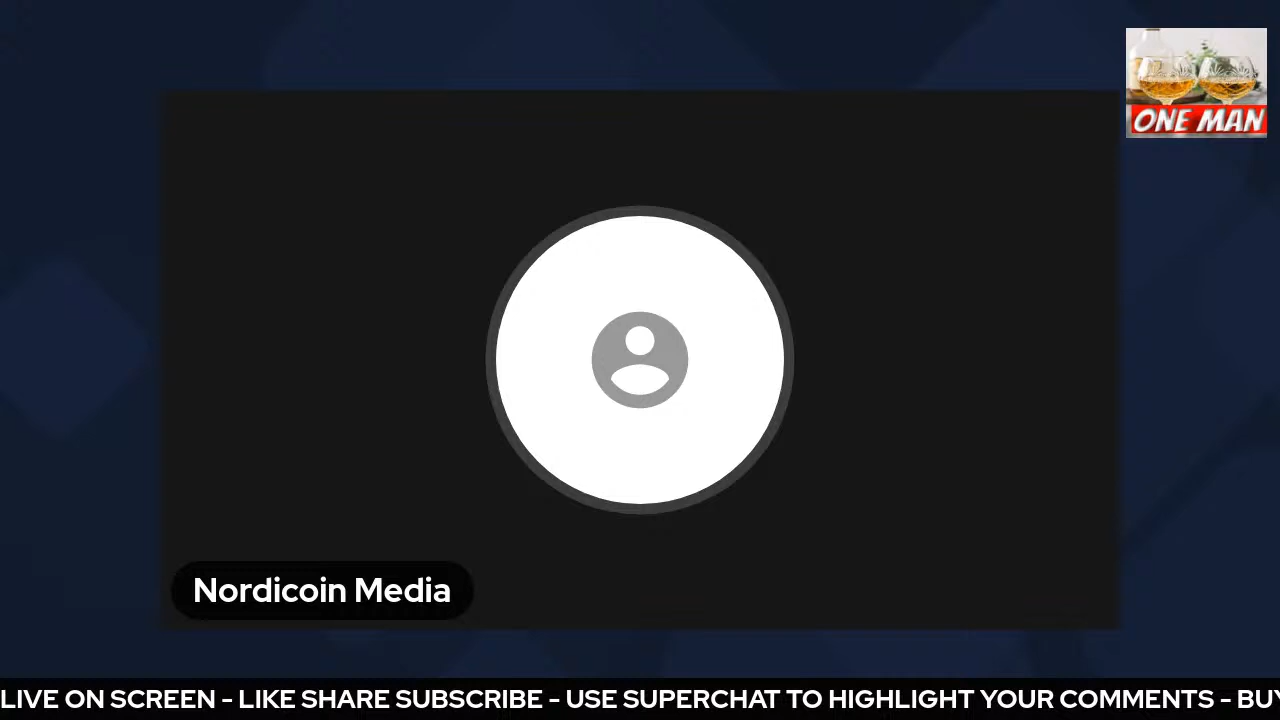 ONE MAN
Nordicoin Media
LIVE ON SCREEN - LIKE SHARE SUBSCRIBE - USE SUPERCHAT TO HIGHLIGHT YOUR COMMENTS - BUY